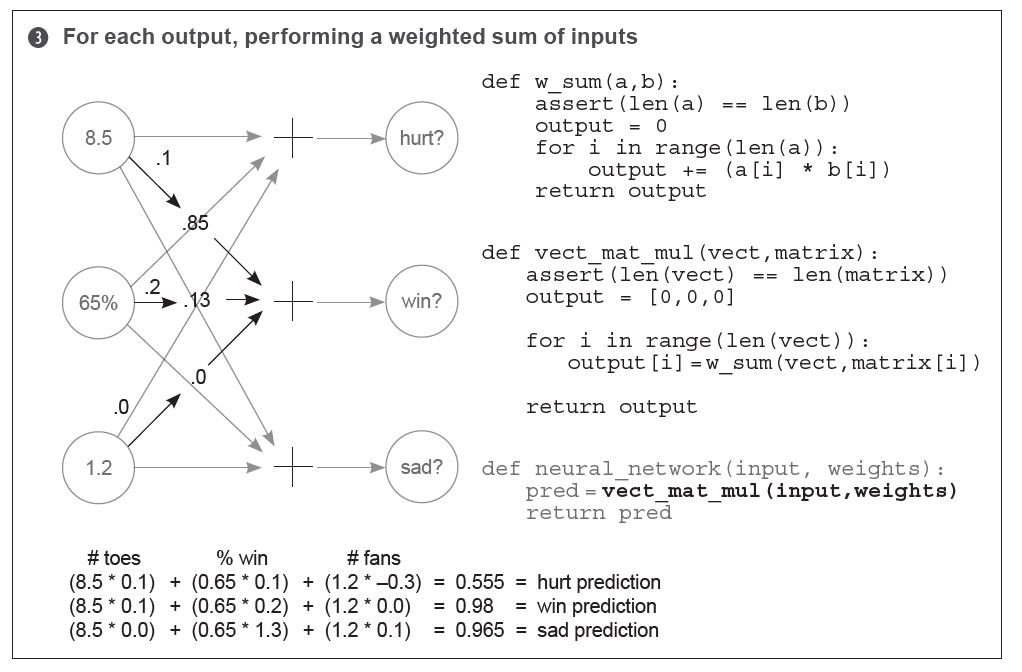 3 For each output, performing a weighted sum of inputs
8.5
.1
.85
hurt?
65%
.2
.13
win?
.0
.0
1.2
sad?
def w_sum(a,b):
    assert(len(a) == len(b))
    output = 0
    for i in range(len(a)):
        output += (a[i] * b[i])
    return output
def vect_mat_mul(vect,matrix):
    assert(len(vect) == len(matrix))
    output = [0,0,0]
    for i in range(len(vect)):
        output[i]=w_sum(vect,matrix[i])
    return output
def neural_network(input, weights):
    pred=vect_mat_mul(input,weights)
    return pred
# toes % win # fans
(8.5 * 0.1) + (0.65 * 0.1) + (1.2 * –0.3) = 0.555 = hurt prediction
(8.5 * 0.1) + (0.65 * 0.2) + (1.2 * 0.0) = 0.98 = win prediction
(8.5 * 0.0) + (0.65 * 1.3) + (1.2 * 0.1) = 0.965 = sad prediction